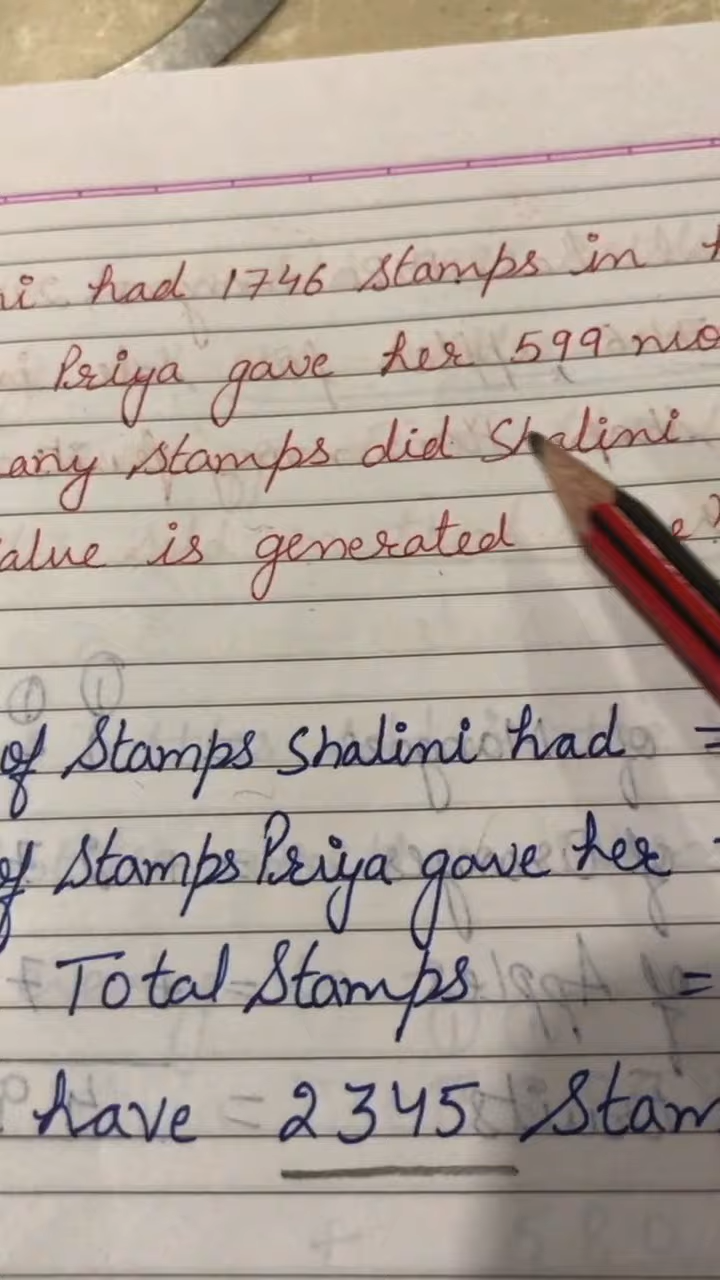 ni had 1746 Stamps in
Priya gave her 599 mo
any stamps did Shalini
alue is generated e?
of Stamps Shalini had =
of Stamps Priya gave her
Total Stamps =
have = 2345 Stam